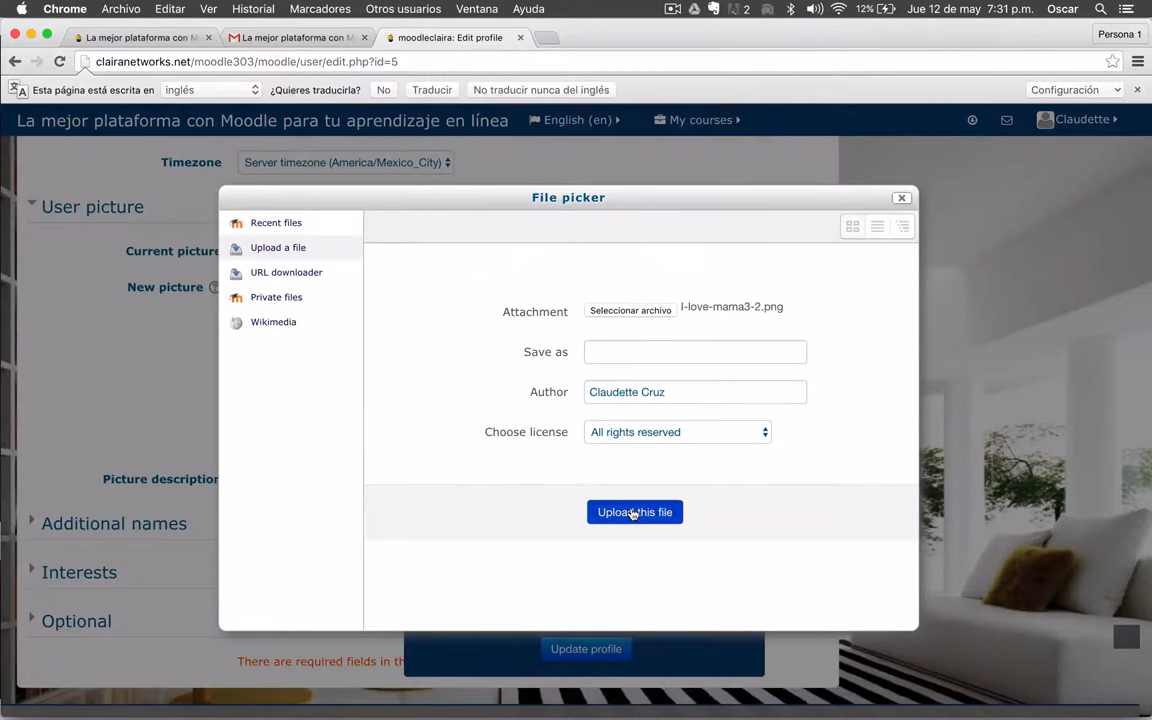 Chrome Archivo Editar Ver Historial Marcadores Otros usuarios Ventana Ayuda 2 12% Jue 12 de may 7:31 p.m. Oscar
La mejor plataforma con M × La mejor plataforma con M × moodleclaira: Edit profile × Persona 1
clairanetworks.net/moodle303/moodle/user/edit.php?id=5
Esta página está escrita en inglés ¿Quieres traducirla? No Traducir No traducir nunca del inglés Configuración ×
La mejor plataforma con Moodle para tu aprendizaje en línea English (en) My courses Claudette
Timezone Server timezone (America/Mexico_City)
File picker x
User picture
Recent files
Upload a file
URL downloader
Private files
Wikimedia
Current picture
New picture
Attachment Seleccionar archivo I-love-mama3-2.png
Save as
Author Claudette Cruz
Choose license All rights reserved
Picture description
Upload this file
Additional names
Interests
Optional
Update profile
There are required fields in th